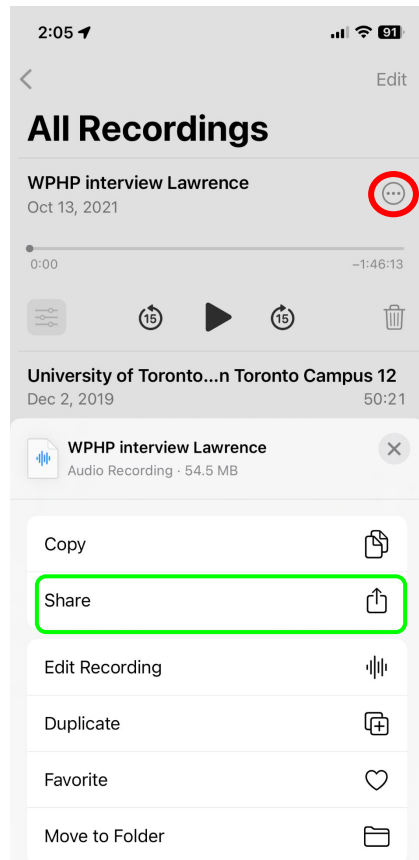 2:05
91
Edit
All Recordings
WPHP interview Lawrence
Oct 13, 2021
0:00
−1:46:13
15
15
University of Toronto...n Toronto Campus 12
Dec 2, 2019
50:21
WPHP interview Lawrence
Audio Recording · 54.5 MB
Copy
Share
Edit Recording
Duplicate
Favorite
Move to Folder